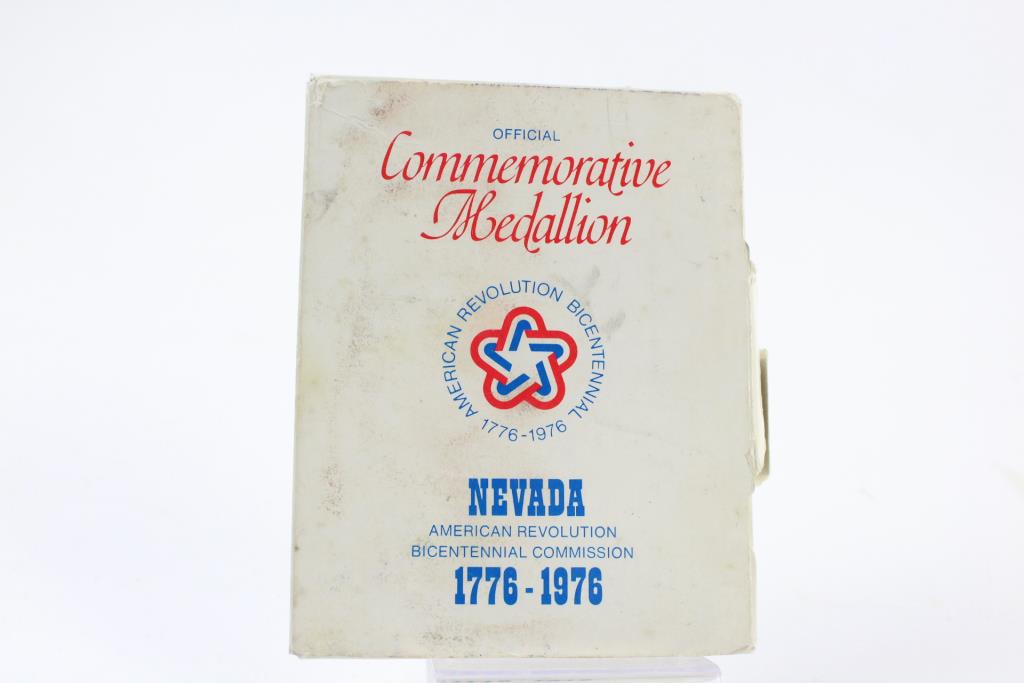 OFFICIAL
Commemorative
Medallion
AMERICAN REVOLUTION BICENTENNIAL
1776-1976
NEVADA
AMERICAN REVOLUTION
BICENTENNIAL COMMISSION
1776-1976